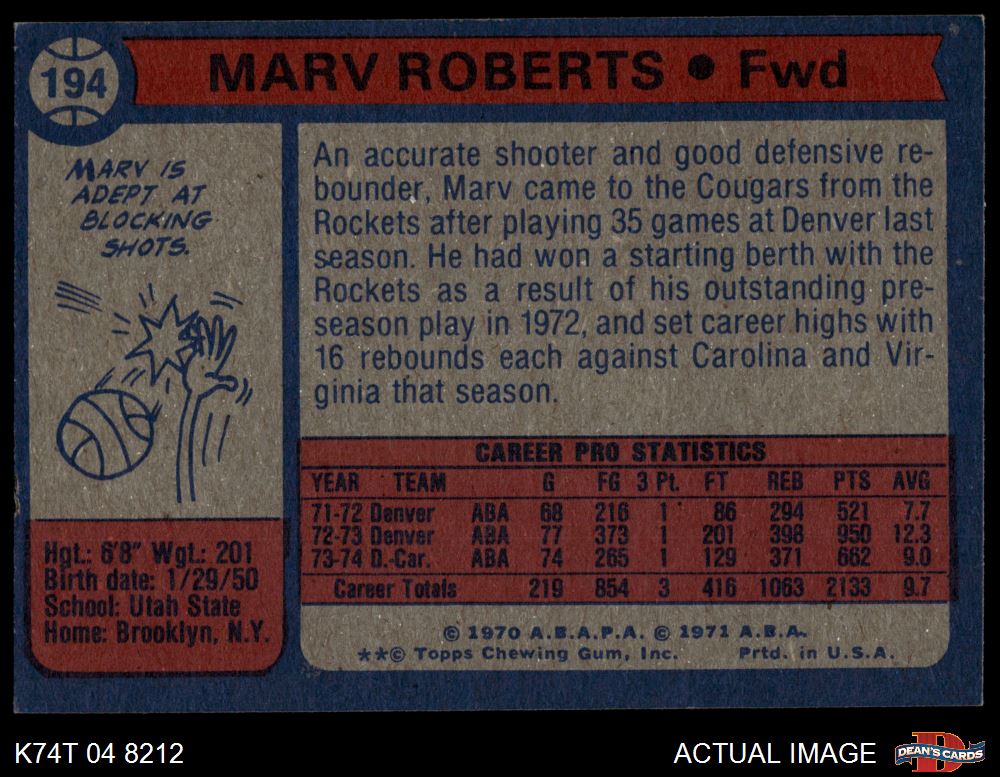 194
MARV ROBERTS • Fwd
MARV IS
ADEPT AT
BLOCKING
SHOTS.
An accurate shooter and good defensive re-
bounder, Marv came to the Cougars from the
Rockets after playing 35 games at Denver last
season. He had won a starting berth with the
Rockets as a result of his outstanding pre-
season play in 1972, and set career highs with
16 rebounds each against Carolina and Vir-
ginia that season.
CAREER PRO STATISTICS
YEAR TEAM G FG 3 Pt. FT REB PTS AVG
71-72 Denver ABA 68 216 1 86 294 521 7.7
72-73 Denver ABA 77 373 1 201 398 950 12.3
73-74 D.-Car. ABA 74 265 1 129 371 662 9.0
Career Totals 219 854 3 416 1063 2133 9.7
Hgt.: 6'8" Wgt.: 201
Birth date: 1/29/50
School: Utah State
Home: Brooklyn, N.Y.
© 1970 A.B.A.P.A. © 1971 A.B.A.
**© Topps Chewing Gum, Inc. Prtd. in U.S.A.
K74T 04 8212
ACTUAL IMAGE
D
DEAN'S CARDS